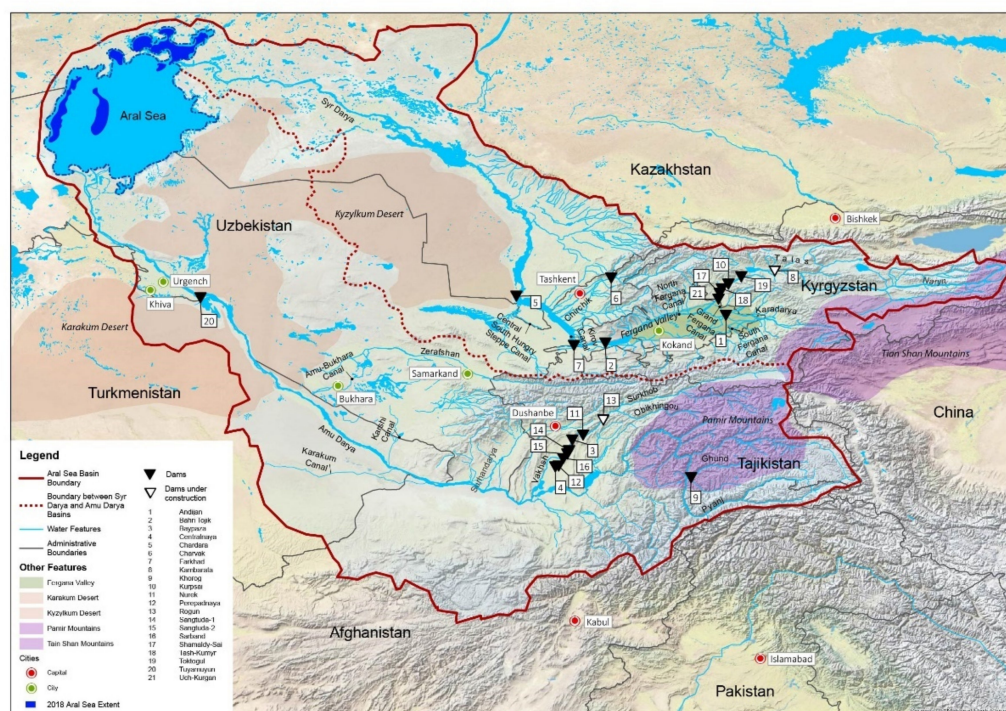 Aral Sea
Syr Darya
Kazakhstan
Uzbekistan
Kyzylkum Desert
Bishkek
Urgench
Khiva
20
Tashkent
Chirchik
5
6
Central
South Hungry
Steppe Canal
North
Fergana
Canal
Fergana Valley
Grand
Fergana
Canal
South
Fergana
Canal
10
17
21
18
19
8
Talas
Naryn
Kyrgyzstan
Karadarya
Kokand
1
7
2
Karakum Desert
Turkmenistan
Amu-Bukhara
Canal
Bukhara
Zerafshan
Samarkand
Karshi
Canal
Amu Darya
Karakum
Canal
Surhandarya
Dushanbe
11
13
14
15
3
16
12
4
Vakhsh
Surkhob
Obikhingou
Pamir Mountains
Tian Shan Mountains
China
Ghund
Tajikistan
9
Pyanj
Afghanistan
Kabul
Islamabad
Pakistan
Legend
Aral Sea Basin
Boundary
Boundary between Syr
Darya and Amu Darya
Basins
Water Features
Administrative
Boundaries
Other Features
Fergana Valley
Karakum Desert
Kyzylkum Desert
Pamir Mountains
Tain Shan Mountains
Cities
Capital
City
2018 Aral Sea Extent
Dams
Dams under
construction
1 Andijan
2 Bahri Tojik
3 Baypaza
4 Centralnaya
5 Chardara
6 Charvak
7 Farkhad
8 Kambarata
9 Khorog
10 Kurpsai
11 Nurek
12 Perepadnaya
13 Rogun
14 Sangtuda-1
15 Sangtuda-2
16 Sarband
17 Shamaldy-Sai
18 Tash-Kumyr
19 Toktogul
20 Tuyamuyun
21 Uch-Kurgan